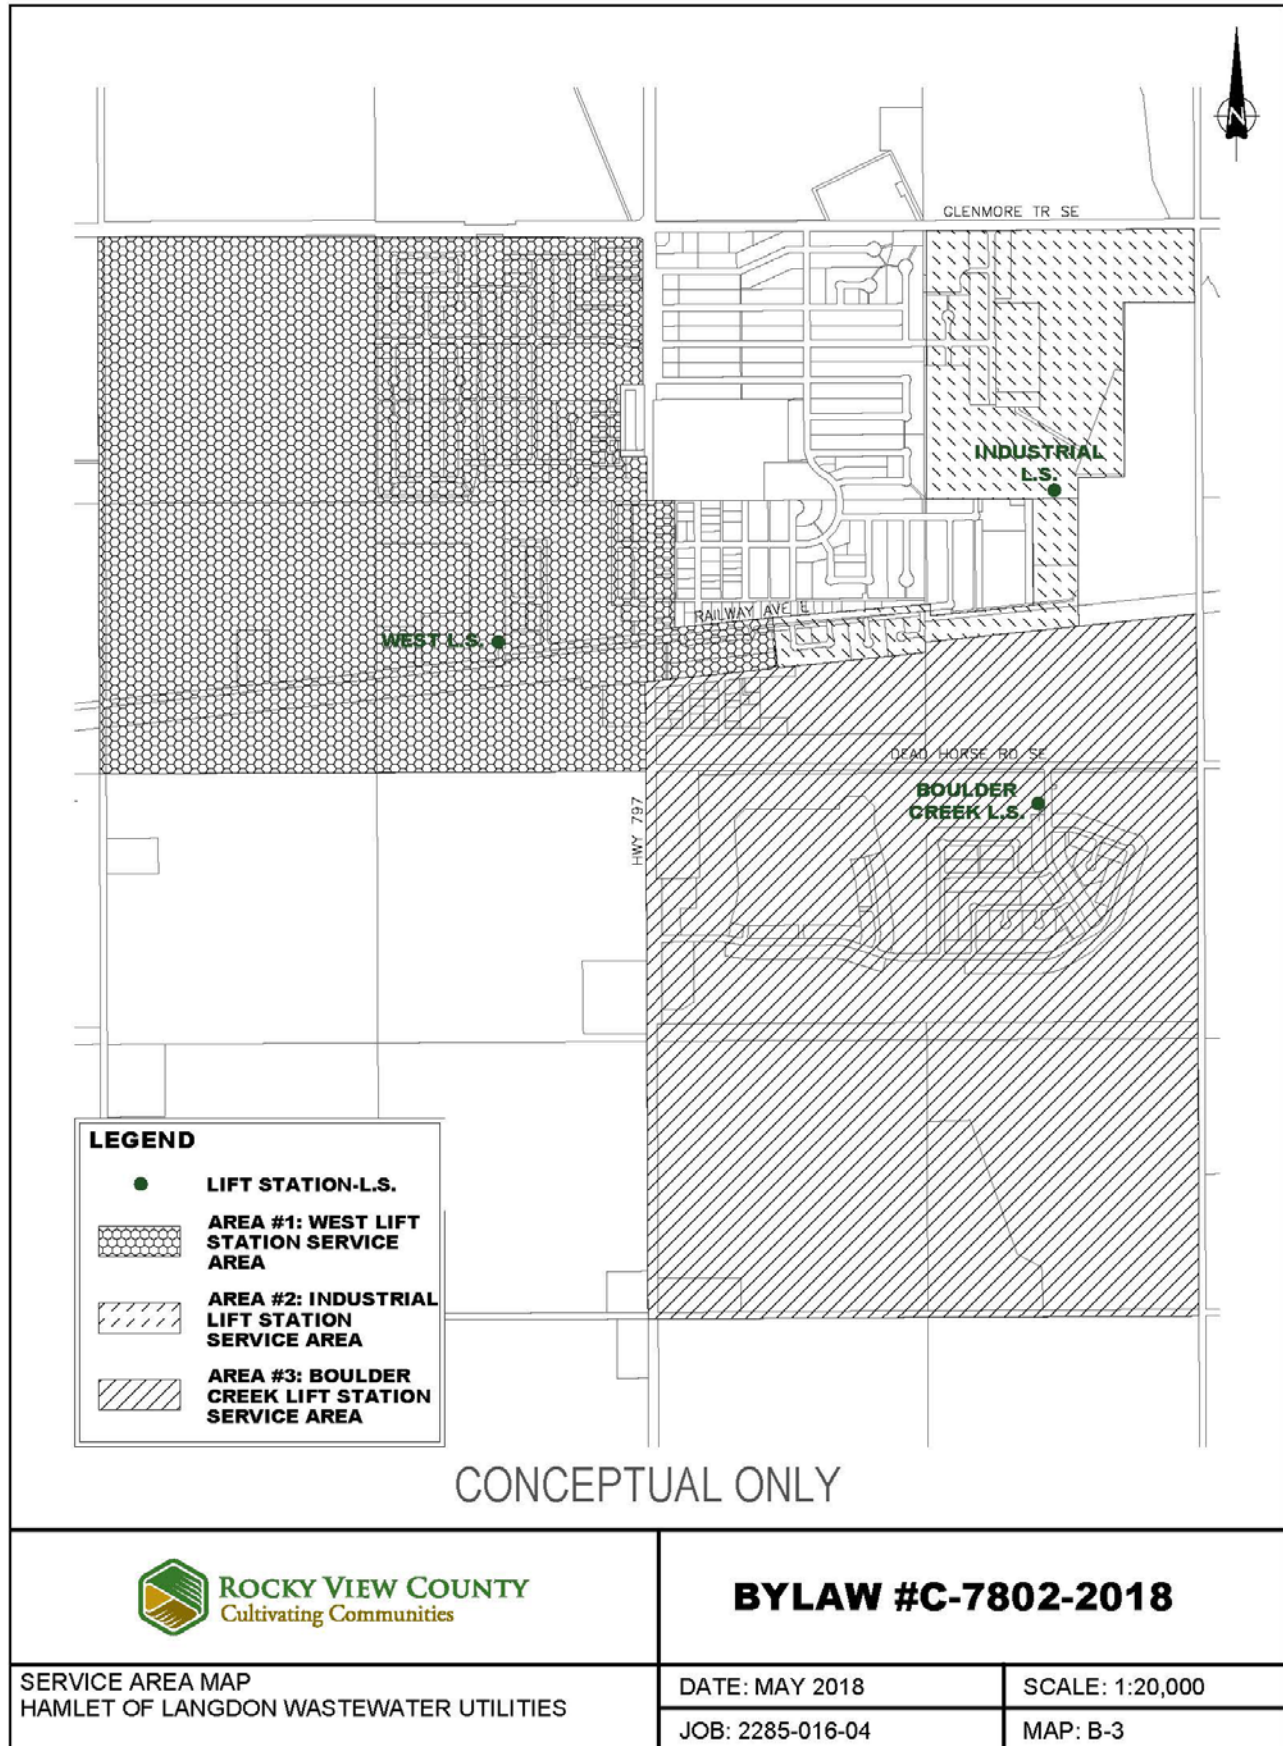 N
GLENMORE TR SE
INDUSTRIAL
L.S.
RAILWAY AVE E
WEST L.S.
DEAD HORSE RD SE
BOULDER
CREEK L.S.
HWY 797
LEGEND
LIFT STATION-L.S.
AREA #1: WEST LIFT
STATION SERVICE
AREA
AREA #2: INDUSTRIAL
LIFT STATION
SERVICE AREA
AREA #3: BOULDER
CREEK LIFT STATION
SERVICE AREA
CONCEPTUAL ONLY
ROCKY VIEW COUNTY
Cultivating Communities
BYLAW #C-7802-2018
SERVICE AREA MAP
HAMLET OF LANGDON WASTEWATER UTILITIES
DATE: MAY 2018
SCALE: 1:20,000
JOB: 2285-016-04
MAP: B-3